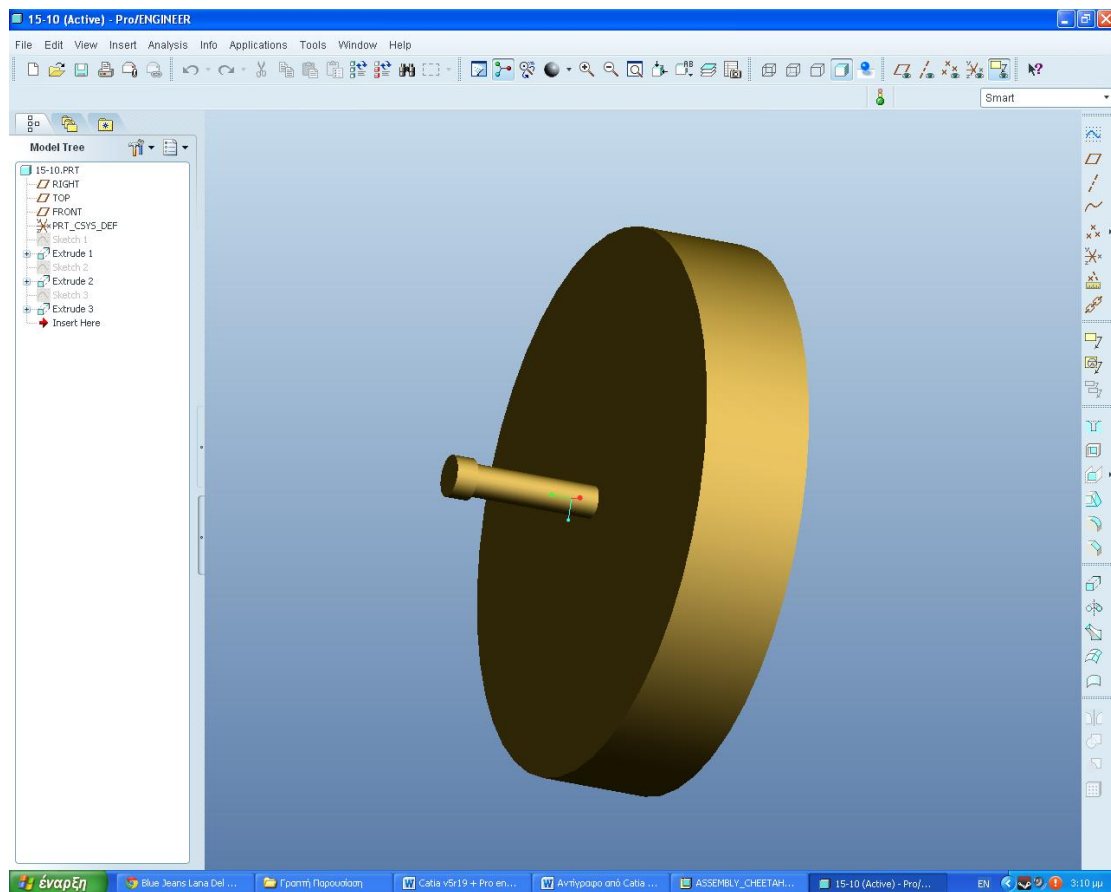 15-10 (Active) - Pro/ENGINEER
File Edit View Insert Analysis Info Applications Tools Window Help
Smart
Model Tree
15-10.PRT
RIGHT
TOP
FRONT
PRT_CSYS_DEF
Sketch 1
Extrude 1
Sketch 2
Extrude 2
Sketch 3
Extrude 3
Insert Here
έναρξη Blue Jeans Lana Del ... Γραπτή Παρουσίαση Catia v5r19 + Pro en... Αντίγραφο από Catia ... ASSEMBLY_CHEETAH... 15-10 (Active) - Pro/... EN 3:10 μμ